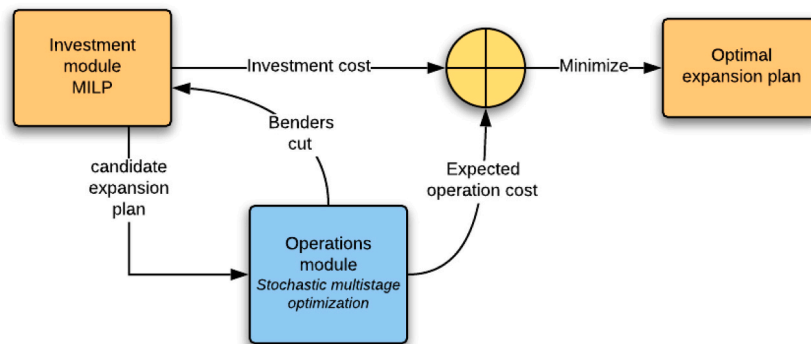 Investment
module
MILP
Investment cost
Minimize
Optimal
expansion plan
Benders
cut
candidate
expansion
plan
Expected
operation cost
Operations
module
Stochastic multistage
optimization